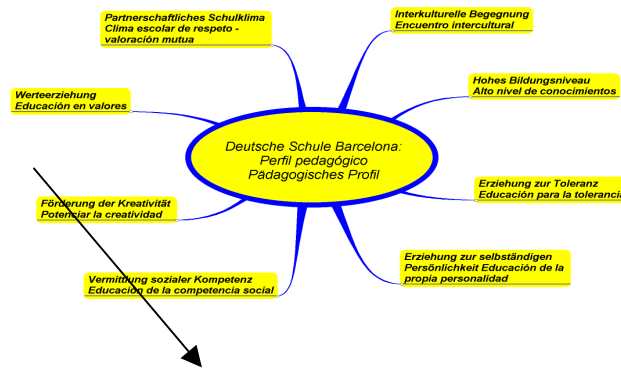 Partnerschaftliches Schulklima
Clima escolar de respeto -
valoración mutua
Interkulturelle Begegnung
Encuentro intercultural
Hohes Bildungsniveau
Alto nivel de conocimientos
Werteerziehung
Educación en valores
Deutsche Schule Barcelona:
Perfil pedagógico
Pädagogisches Profil
Erziehung zur Toleranz
Educación para la tolerancia
Förderung der Kreativität
Potenciar la creatividad
Erziehung zur selbständigen
Persönlichkeit Educación de la
propia personalidad
Vermittlung sozialer Kompetenz
Educación de la competencia social